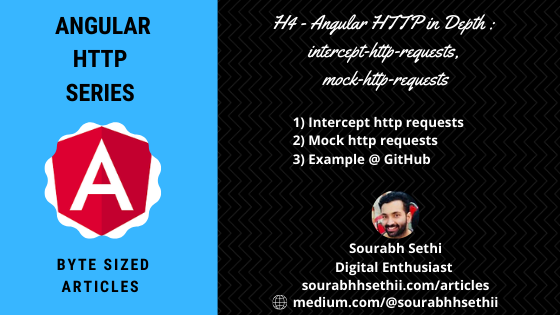 ANGULAR
HTTP
SERIES
A
BYTE SIZED
ARTICLES
H4 - Angular HTTP in Depth :
intercept-http-requests,
mock-http-requests
1) Intercept http requests
2) Mock http requests
3) Example @ GitHub
Sourabh Sethi
Digital Enthusiast
sourabhhsethii.com/articles
medium.com/@sourabhhsethii